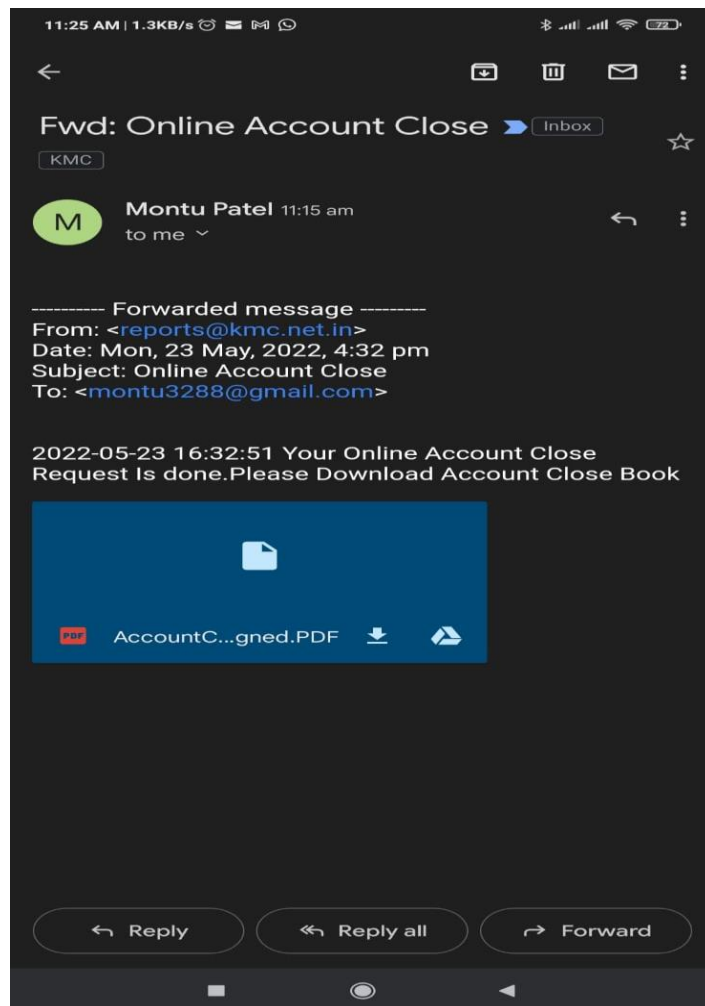 11:25 AM | 1.3KB/s 72
Fwd: Online Account Close Inbox
KMC
M
Montu Patel 11:15 am
to me
---------- Forwarded message ---------
From: <reports@kmc.net.in>
Date: Mon, 23 May, 2022, 4:32 pm
Subject: Online Account Close
To: <montu3288@gmail.com>
2022-05-23 16:32:51 Your Online Account Close
Request Is done.Please Download Account Close Book
PDF AccountC...gned.PDF
Reply Reply all Forward